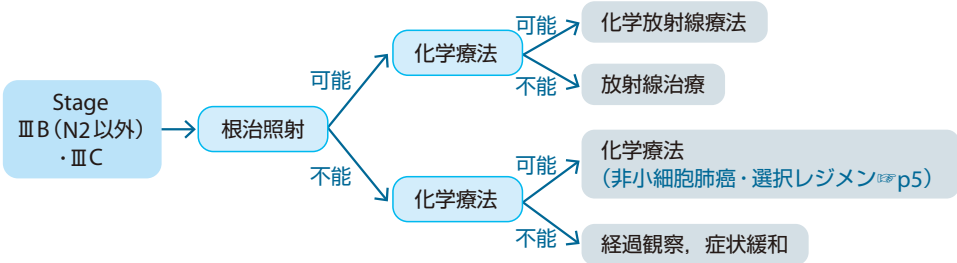 Stage
ⅢB（N2以外）
・ⅢC
根治照射
可能
不能
化学療法
可能
不能
化学放射線療法
放射線治療
化学療法
可能
不能
化学療法
（非小細胞肺癌・選択レジメン☞p5）
経過観察，症状緩和